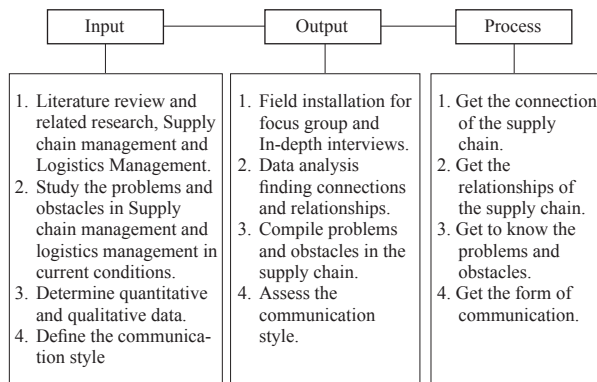 Input
Output
Process
1. Literature review and
related research, Supply
chain management and
Logistics Management.
2. Study the problems and
obstacles in Supply
chain management and
logistics management in
current conditions.
3. Determine quantitative
and qualitative data.
4. Define the communica-
tion style
1. Field installation for
focus group and
In-depth interviews.
2. Data analysis
finding connections
and relationships.
3. Compile problems
and obstacles in the
supply chain.
4. Assess the
communication
style.
1. Get the connection
of the supply
chain.
2. Get the
relationships of
the supply chain.
3. Get to know the
problems and
obstacles.
4. Get the form of
communication.